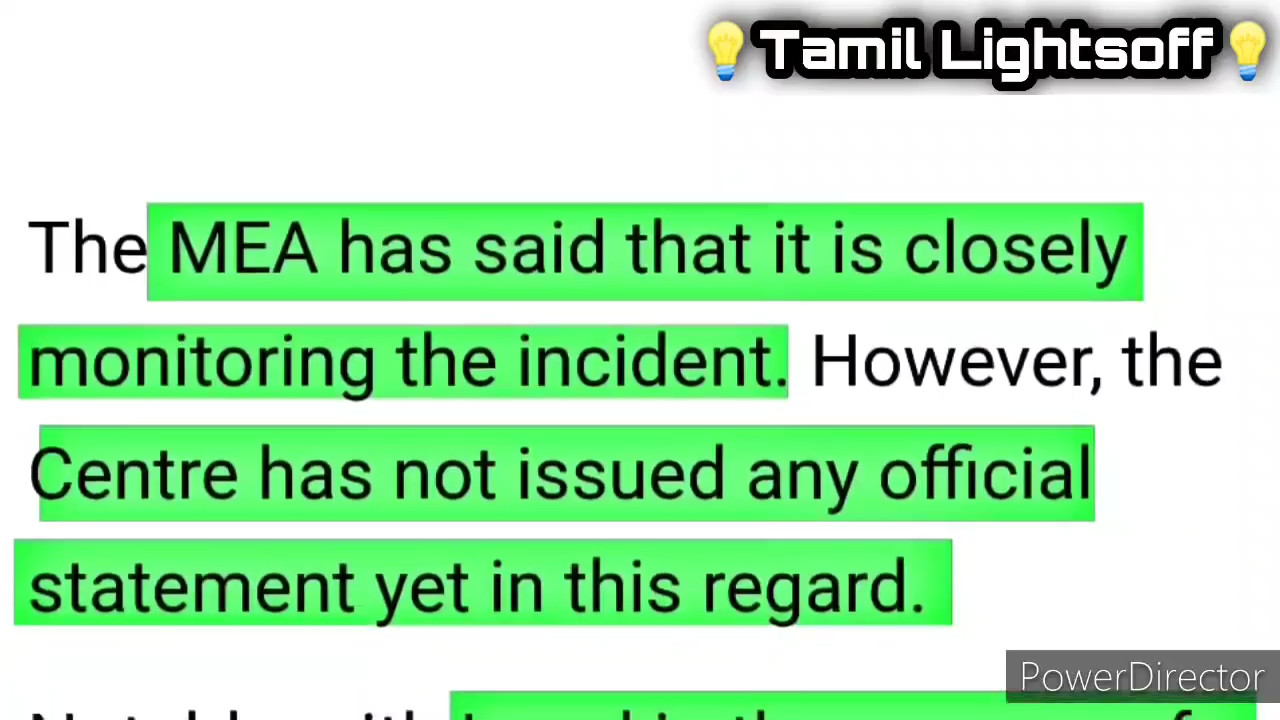 Tamil Lightsoff
The MEA has said that it is closely
monitoring the incident. However, the
Centre has not issued any official
statement yet in this regard.
PowerDirector